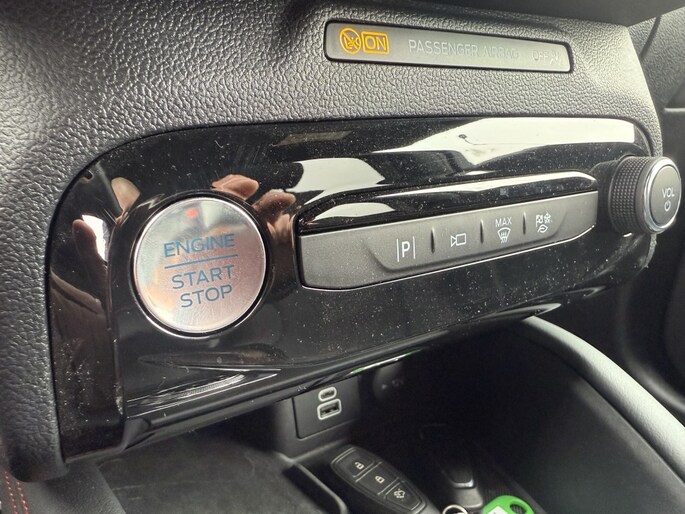 ON PASSENGER AIRBAG
ENGINE
START
STOP
P
MAX
VOL